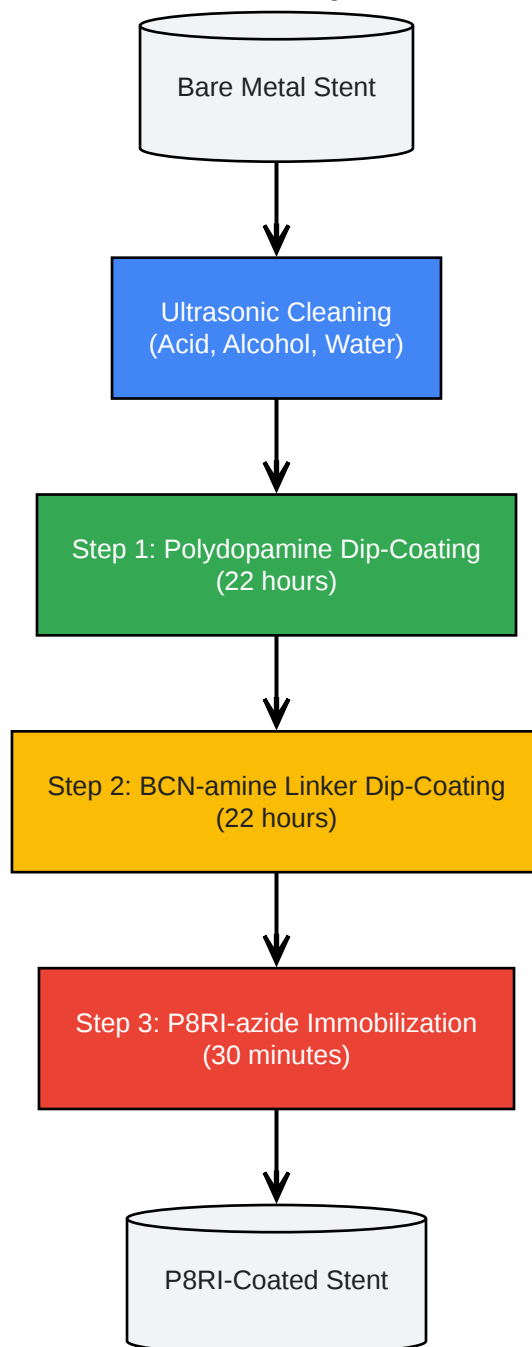 Bare Metal Stent
Ultrasonic Cleaning
(Acid, Alcohol, Water)
Step 1: Polydopamine Dip-Coating
(22 hours)
Step 2: BCN-amine Linker Dip-Coating
(22 hours)
Step 3: P8RI-azide Immobilization
(30 minutes)
P8RI-Coated Stent